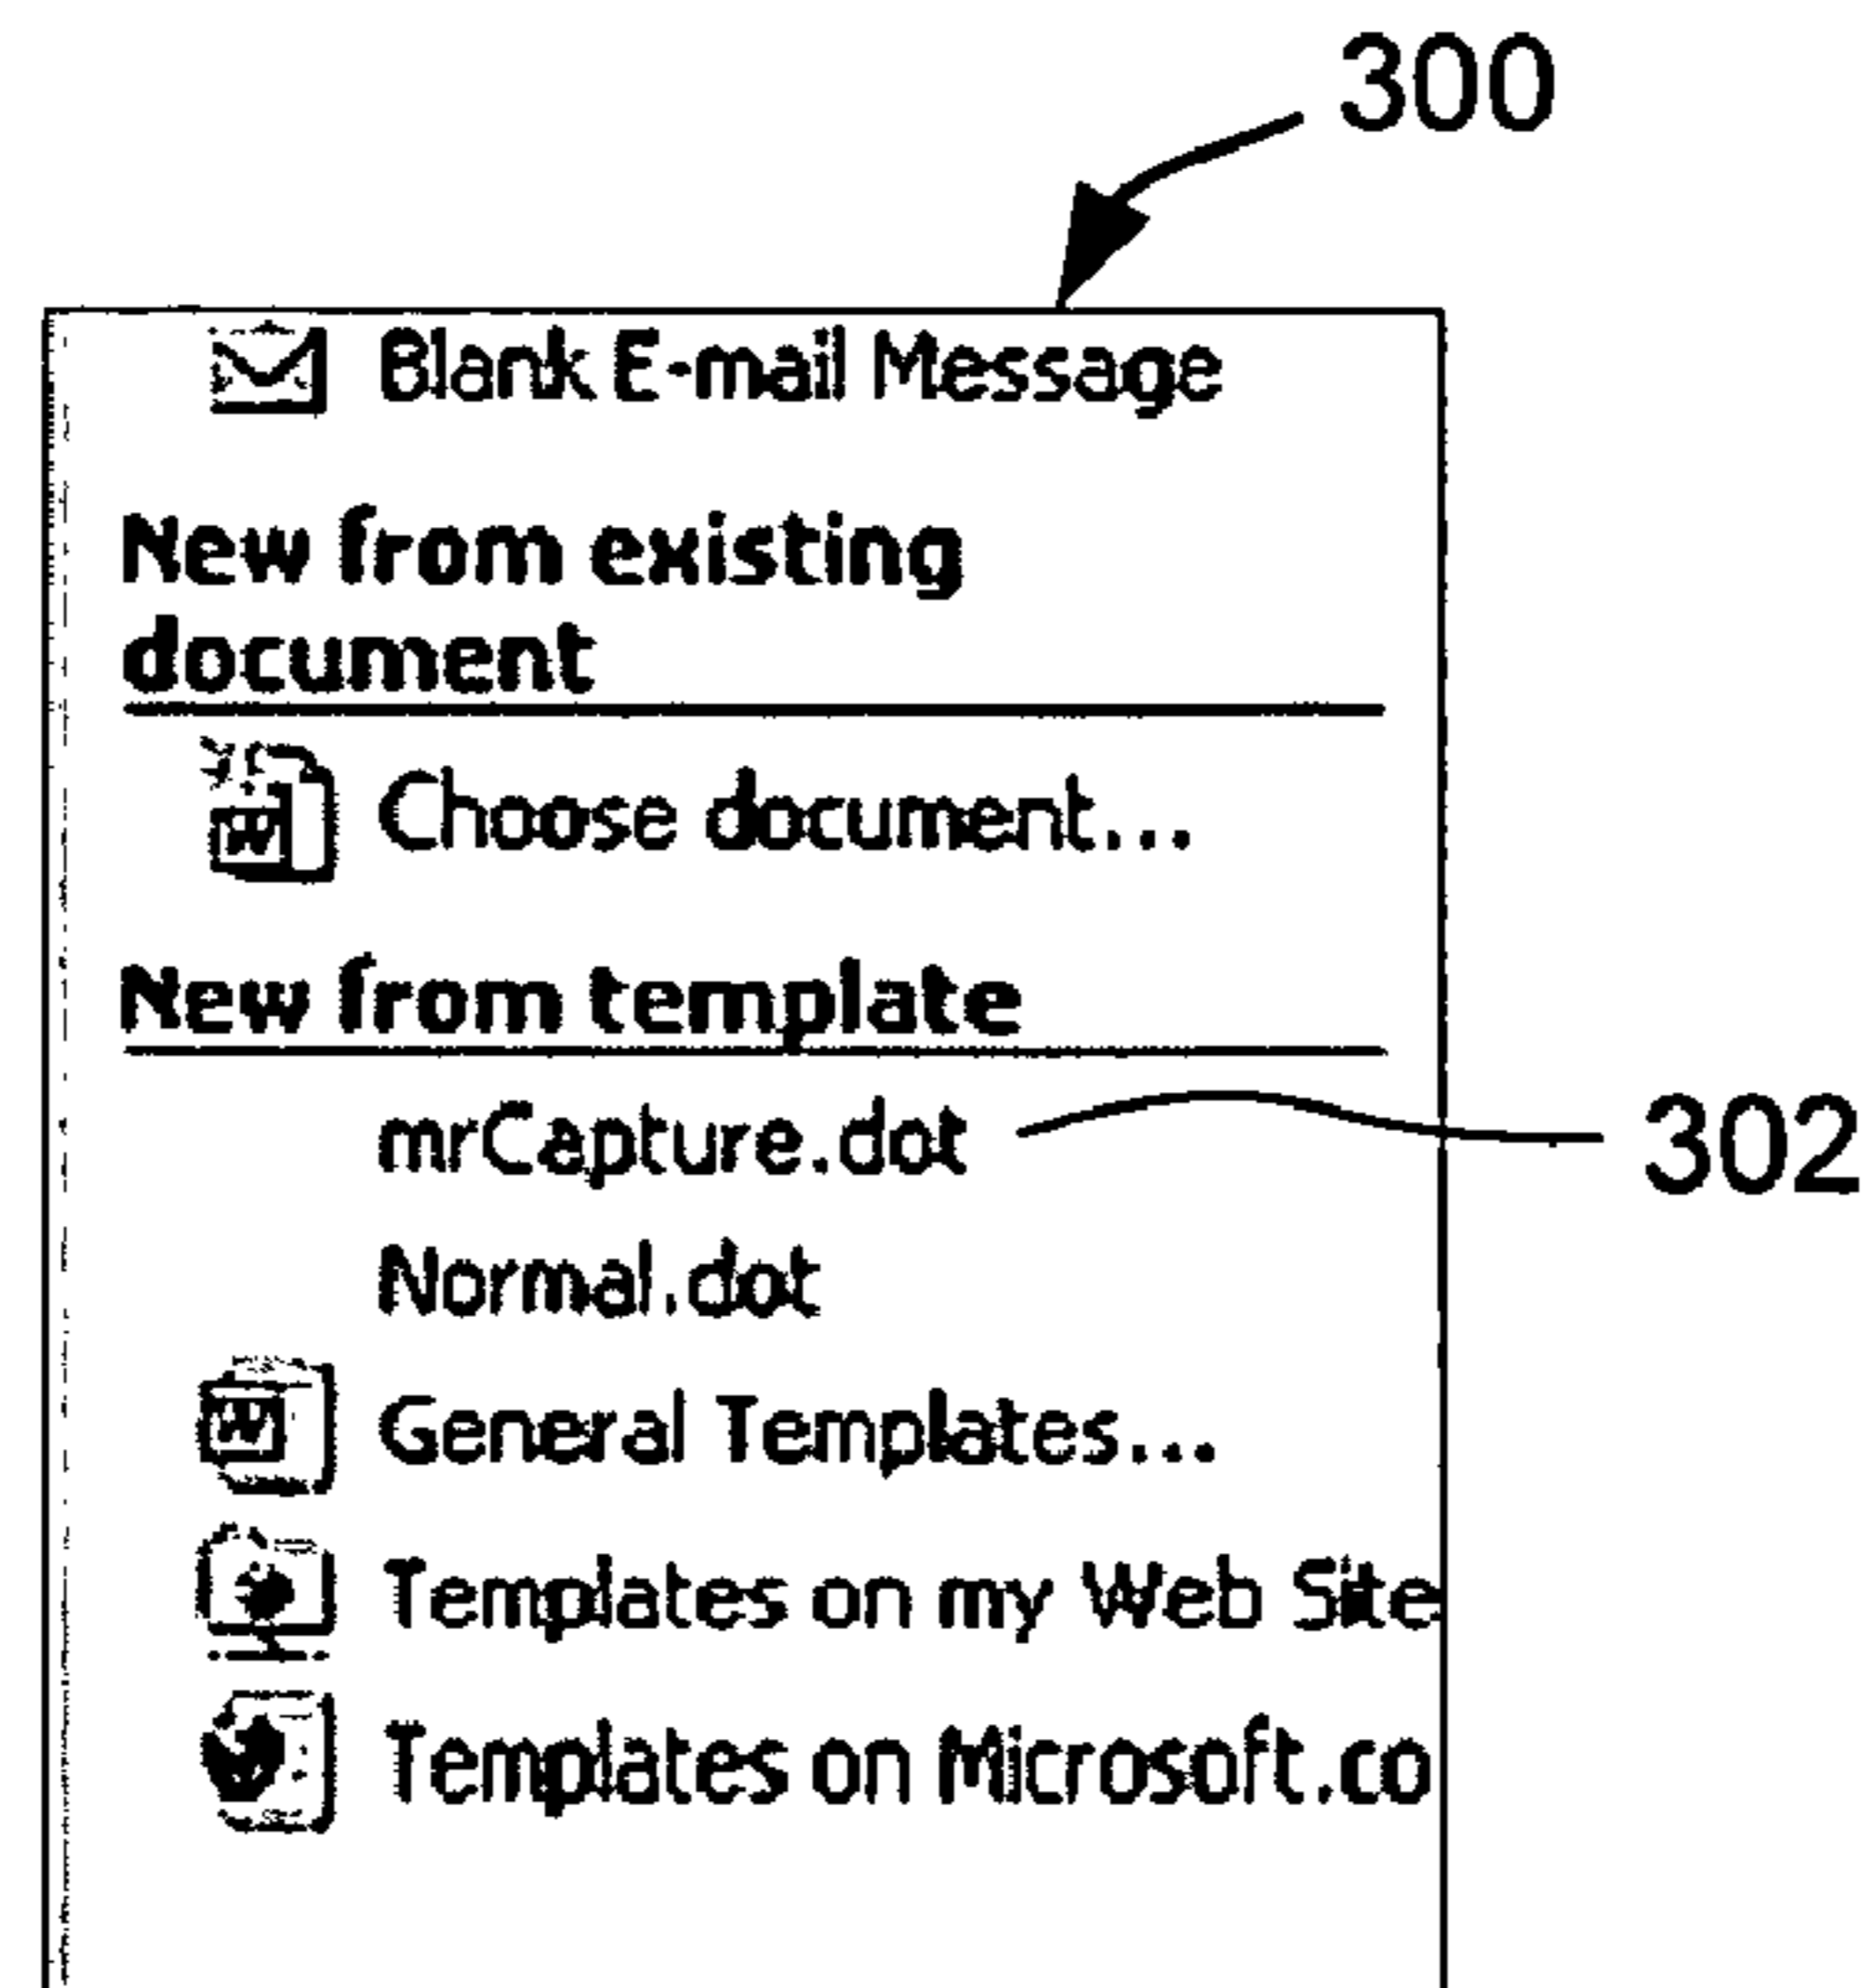 300
Blank E-mail Message
New from existing
document
Choose document...
New from template
mrCapture.dot
302
Normal.dot
General Templates...
Templates on my Web Site
Templates on Microsoft.co